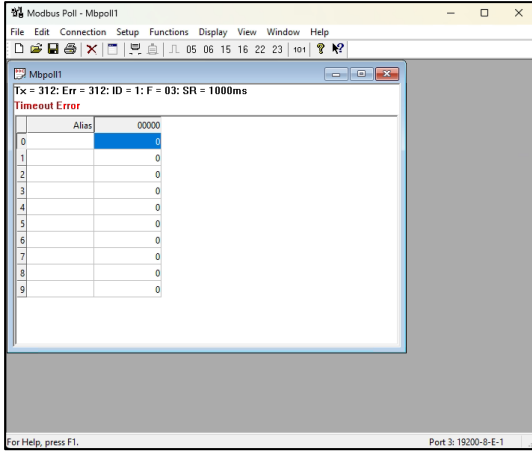 Modbus Poll - Mbpoll1
File Edit Connection Setup Functions Display View Window Help
05 06 15 16 22 23 101
Mbpoll1
Tx = 312: Err = 312: ID = 1: F = 03: SR = 1000ms
Timeout Error
Alias 00000
0 0
1 0
2 0
3 0
4 0
5 0
6 0
7 0
8 0
9 0
For Help, press F1. Port 3: 19200-8-E-1